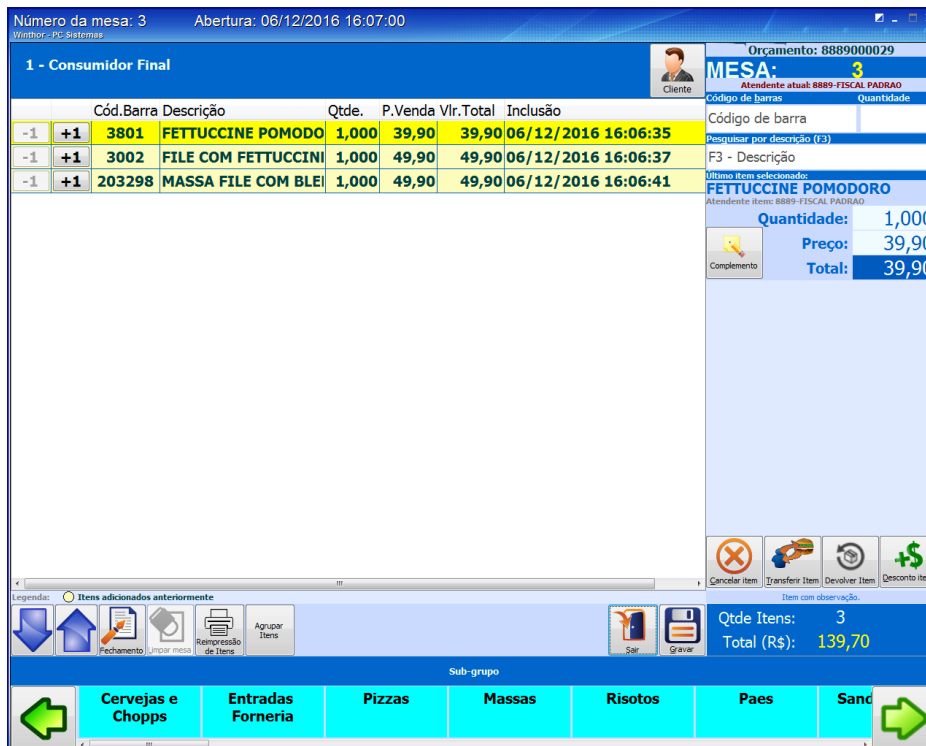 Número da mesa: 3 Abertura: 06/12/2016 16:07:00
Winthor - PC Sistemas
1 - Consumidor Final
Cliente
Cód.Barra Descrição Qtde. P.Venda Vlr.Total Inclusão
-1 +1 3801 FETTUCCINE POMODO 1,000 39,90 39,90 06/12/2016 16:06:35
-1 +1 3002 FILE COM FETTUCCINI 1,000 49,90 49,90 06/12/2016 16:06:37
-1 +1 203298 MASSA FILE COM BLEI 1,000 49,90 49,90 06/12/2016 16:06:41
Orçamento: 8889000029
MESA: 3
Atendente atual: 8889-FISCAL PADRAO
Código de barras Quantidade
Código de barra
Pesquisar por descrição (F3)
F3 - Descrição
Último item selecionado:
FETTUCCINE POMODORO
Atendente item: 8889-FISCAL PADRAO
Quantidade: 1,000
Complemento
Preço: 39,90
Total: 39,90
Cancelar item Transferir Item Devolver Item Desconto ite
Legenda: Itens adicionados anteriormente
Item com observação.
Fechamento Limpar mesa Reimpressão
de Itens
Agrupar
Itens
Sair Gravar
Qtde Itens: 3
Total (R$): 139,70
Sub-grupo
Cervejas e
Chopps
Entradas
Forneria
Pizzas
Massas
Risotos
Paes
Sand